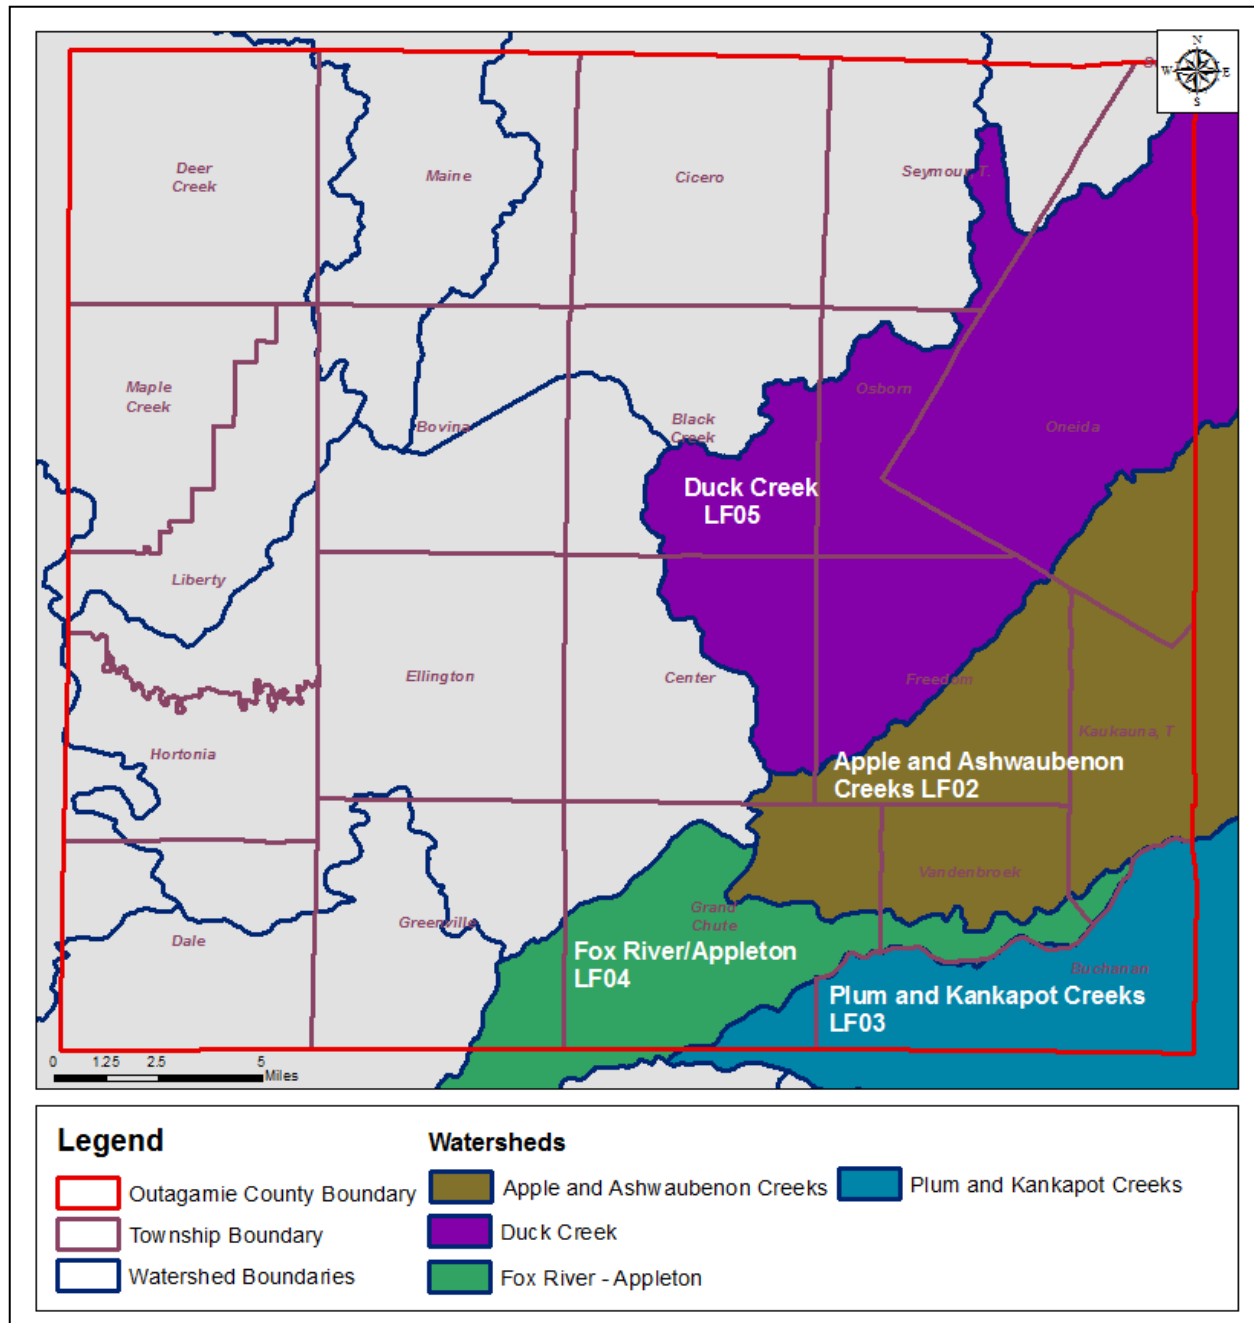 N
W E
S
Deer
Creek
Maine
Cicero
Seymour, T.
Maple
Creek
Bovina
Black
Creek
Osborn
Oneida
Duck Creek
LF05
Liberty
Ellington
Center
Freedom
Hortonia
Kaukauna, T
Apple and Ashwaubenon
Creeks LF02
Vandenbroek
Dale
Greenville
Grand
Chute
Fox River/Appleton
LF04
Buchanan
Plum and Kankapot Creeks
LF03
0 1.25 2.5 5
Miles
Legend
Outagamie County Boundary
Township Boundary
Watershed Boundaries
Watersheds
Apple and Ashwaubenon Creeks
Duck Creek
Fox River - Appleton
Plum and Kankapot Creeks